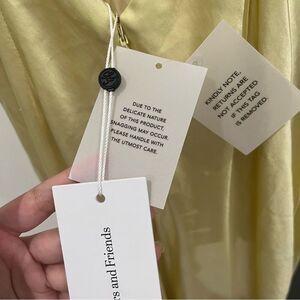 DUE TO THE
DELICATE NATURE
OF THIS PRODUCT,
SNAGGING MAY OCCUR.
PLEASE HANDLE WITH
THE UTMOST CARE.
KINDLY NOTE,
RETURNS ARE
NOT ACCEPTED
IF THIS TAG
IS REMOVED.
rs and Friends